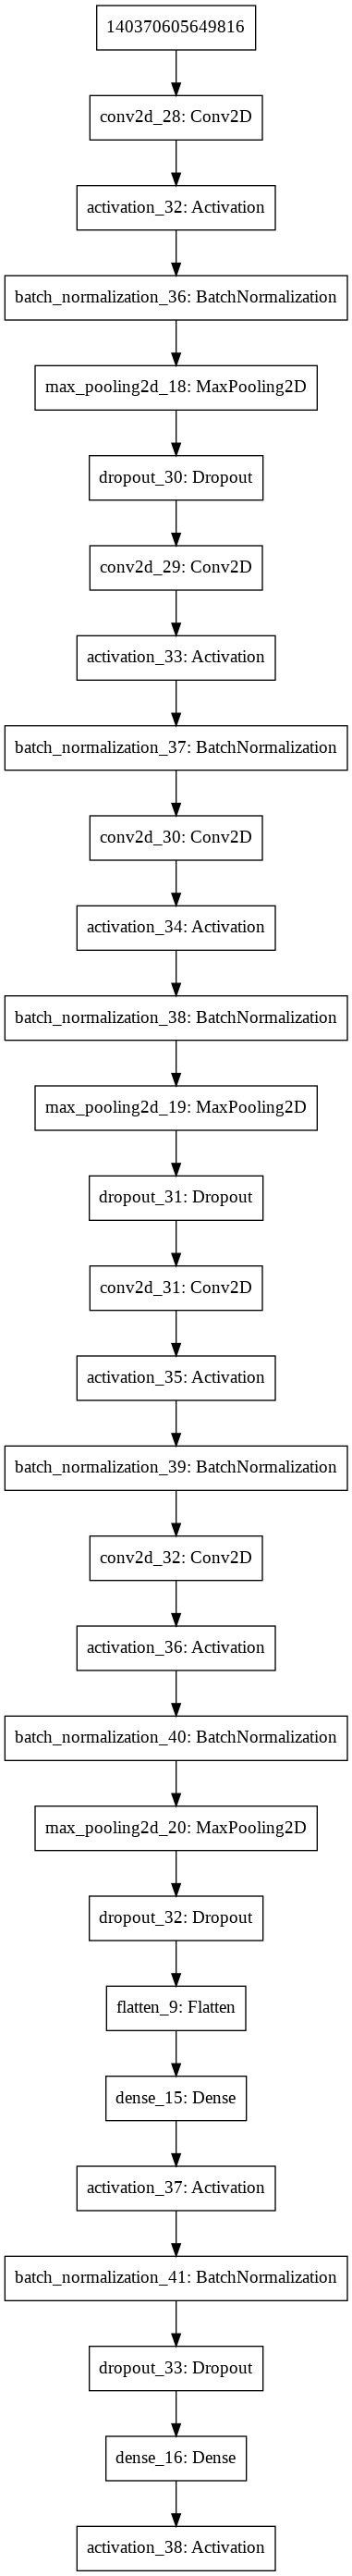 140370605649816
conv2d_28: Conv2D
activation_32: Activation
batch_normalization_36: BatchNormalization
max_pooling2d_18: MaxPooling2D
dropout_30: Dropout
conv2d_29: Conv2D
activation_33: Activation
batch_normalization_37: BatchNormalization
conv2d_30: Conv2D
activation_34: Activation
batch_normalization_38: BatchNormalization
max_pooling2d_19: MaxPooling2D
dropout_31: Dropout
conv2d_31: Conv2D
activation_35: Activation
batch_normalization_39: BatchNormalization
conv2d_32: Conv2D
activation_36: Activation
batch_normalization_40: BatchNormalization
max_pooling2d_20: MaxPooling2D
dropout_32: Dropout
flatten_9: Flatten
dense_15: Dense
activation_37: Activation
batch_normalization_41: BatchNormalization
dropout_33: Dropout
dense_16: Dense
activation_38: Activation